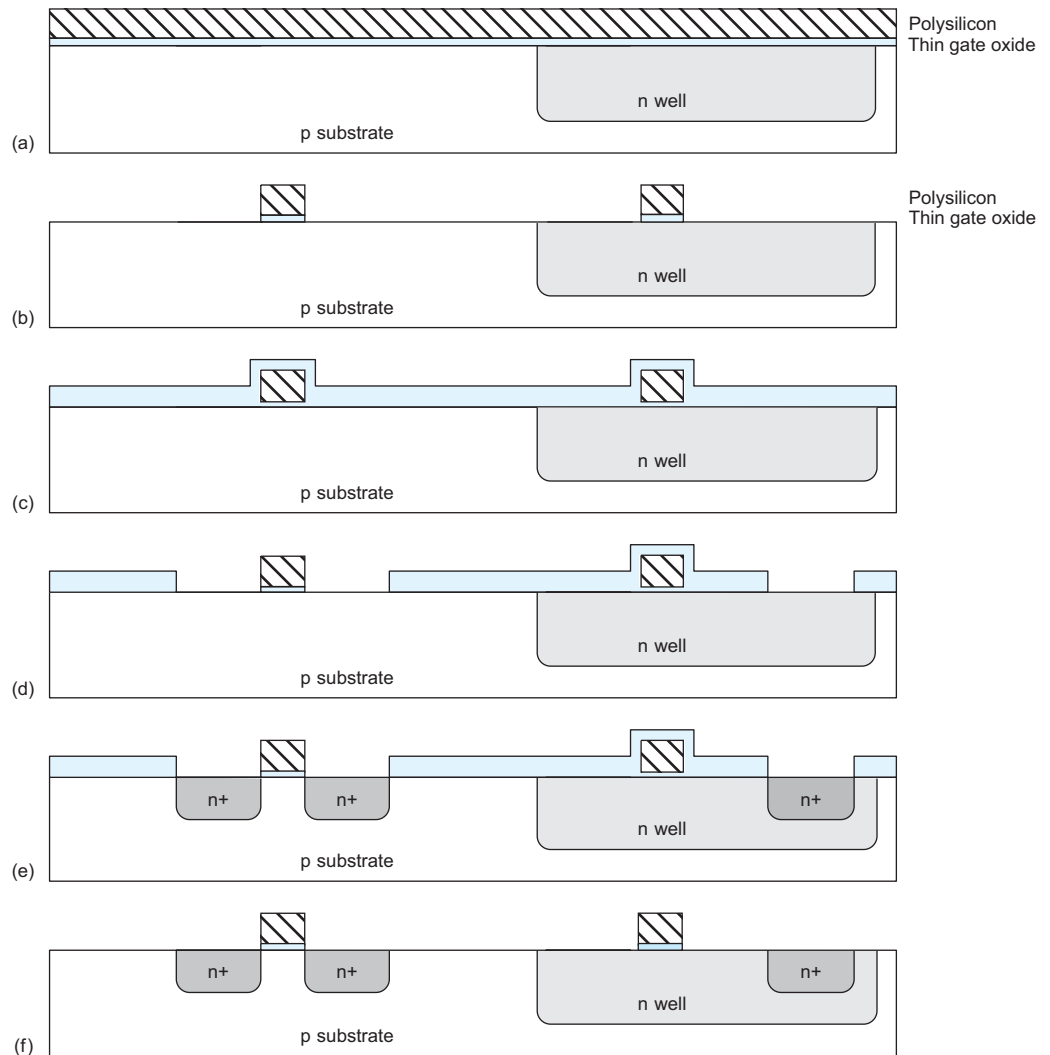 Polysilicon
Thin gate oxide
n well
p substrate
(a)
Polysilicon
Thin gate oxide
n well
p substrate
(b)
n well
p substrate
(c)
n well
p substrate
(d)
n+ n+ n+
n well
p substrate
(e)
n+ n+ n+
n well
p substrate
(f)